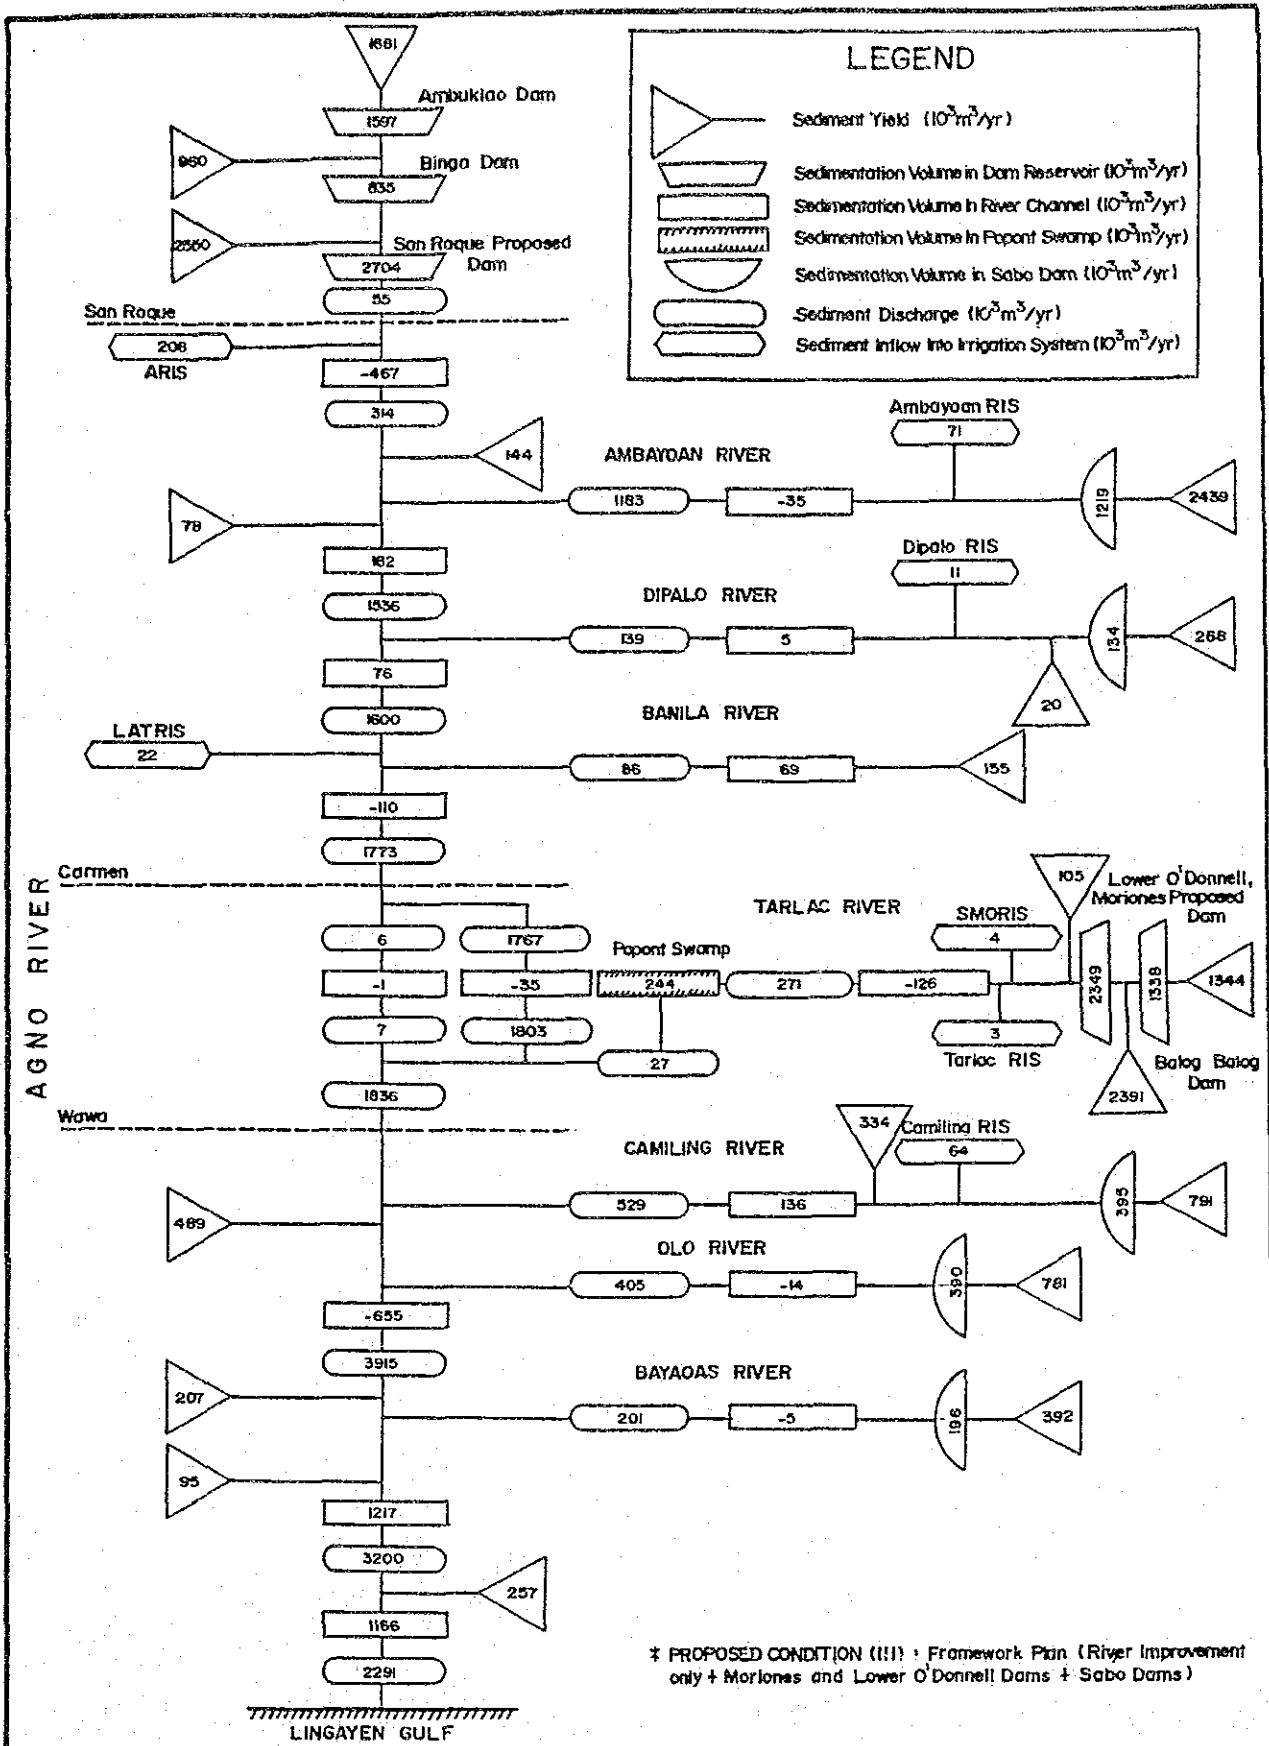 LEGEND
Sediment Yield (10³m³/yr)
Sedimentation Volume in Dam Reservoir (10³m³/yr)
Sedimentation Volume In River Channel (10³m³/yr)
Sedimentation Volume In Popont Swamp (10³m³/yr)
Sedimentation Volume in Sabo Dam (10³m³/yr)
Sediment Discharge (10³m³/yr)
Sediment Inflow Into Irrigation System (10³m³/yr)
AGNO RIVER
1681
Ambuklao Dam
1597
960
Binga Dam
835
2560
San Roque Proposed
Dam
2704
55
San Roque
208
ARIS
-467
314
144
AMBAYOAN RIVER
Ambayoan RIS
71
1183
-35
1219
2439
78
182
1536
DIPALO RIVER
Dipalo RIS
11
139
5
134
268
20
76
1600
BANILA RIVER
LATRIS
22
86
69
155
-110
1773
Carmen
TARLAC RIVER
105
Lower O'Donnell,
Moriones Proposed
Dam
SMORIS
4
6
1767
Popont Swamp
-1
-35
244
271
-126
2349
1338
1344
7
1803
27
3
Tarlac RIS
2391
Balog Balog
Dam
1836
Wawa
CAMILING RIVER
334
Camiling RIS
64
529
136
395
791
489
OLO RIVER
405
-14
390
781
-655
3915
BAYAOAS RIVER
207
201
-5
196
392
95
1217
3200
257
1166
2291
LINGAYEN GULF
* PROPOSED CONDITION (III) : Framework Plan (River Improvement
only + Moriones and Lower O'Donnell Dams + Sabo Dams)